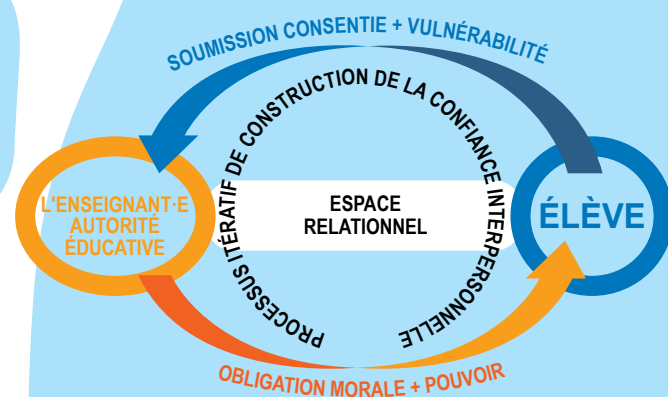 SOUMISSION CONSENTIE + VULNÉRABILITÉ
PROCESSUS ITÉRATIF DE CONSTRUCTION DE LA CONFIANCE INTERPERSONNELLE
L'ENSEIGNANT·E
AUTORITÉ
ÉDUCATIVE
ESPACE
RELATIONNEL
ÉLÈVE
OBLIGATION MORALE + POUVOIR